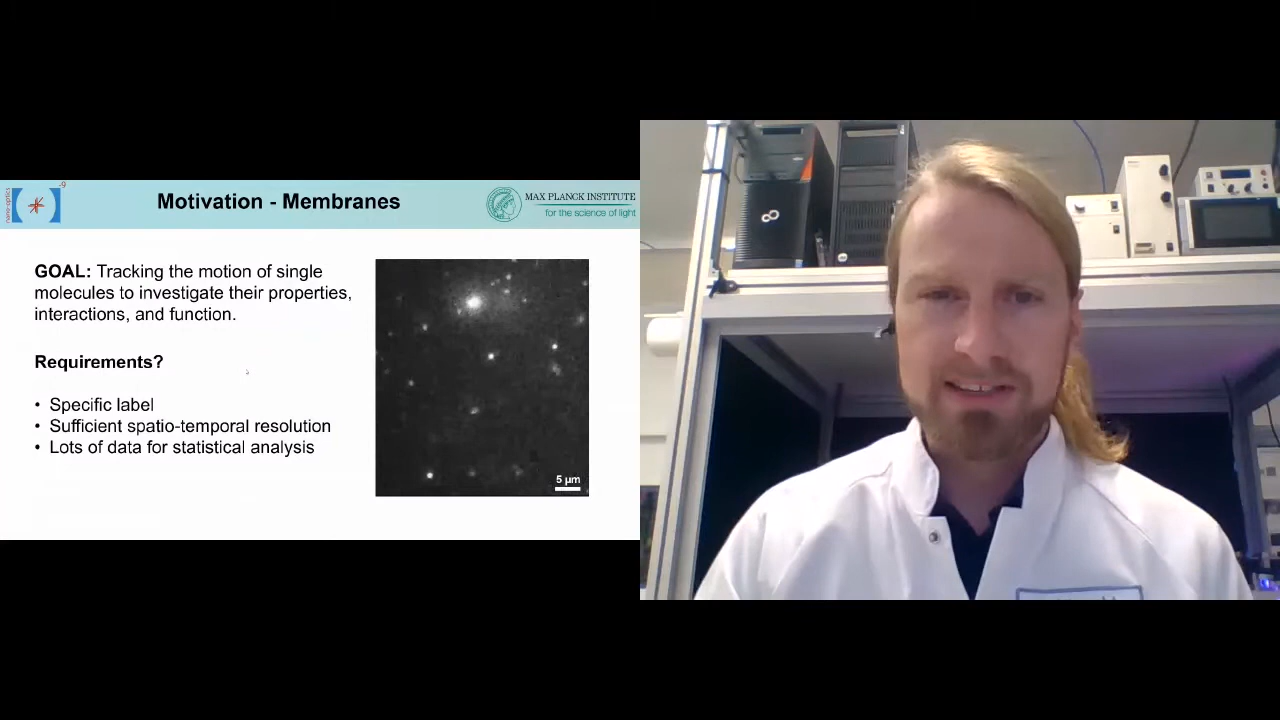 nano-optics
Motivation - Membranes
MAX PLANCK INSTITUTE
for the science of light
GOAL: Tracking the motion of single
molecules to investigate their properties,
interactions, and function.
Requirements?
• Specific label
• Sufficient spatio-temporal resolution
• Lots of data for statistical analysis
5 µm